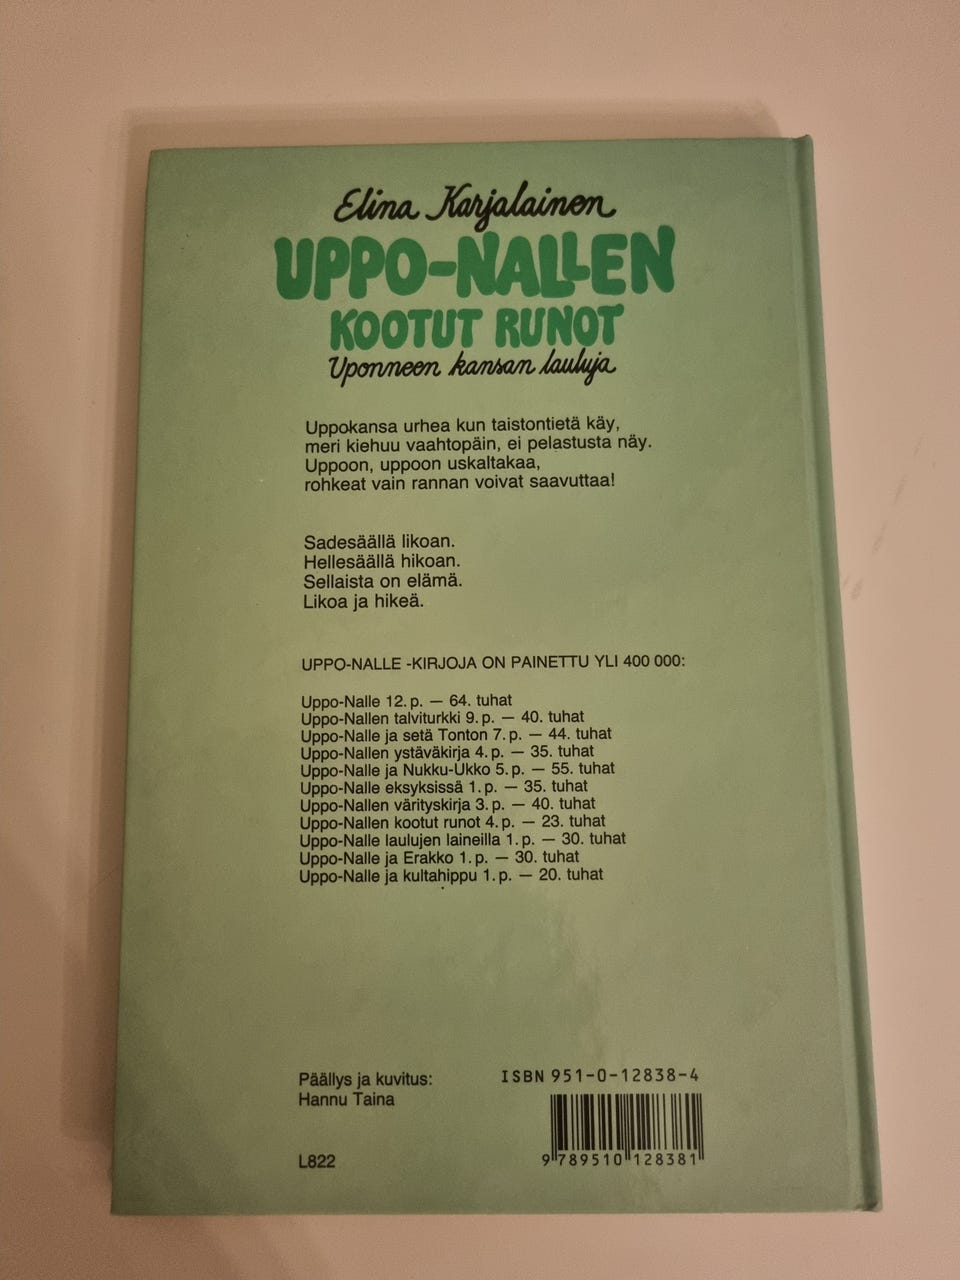 Elina Karjalainen
UPPO-NALLEN
KOOTUT RUNOT
Uponneen kansan lauluja
Uppokansa urhea kun taistontietä käy,
meri kiehuu vaahtopäin, ei pelastusta näy.
Uppoon, uppoon uskaltakaa,
rohkeat vain rannan voivat saavuttaa!
Sadesäällä likoan.
Hellesäällä hikoan.
Sellaista on elämä.
Likoa ja hikeä.
UPPO-NALLE -KIRJOJA ON PAINETTU YLI 400 000:
Uppo-Nalle 12. p. — 64. tuhat
Uppo-Nallen talviturkki 9. p. — 40. tuhat
Uppo-Nalle ja setä Tonton 7. p. — 44. tuhat
Uppo-Nallen ystäväkirja 4. p. — 35. tuhat
Uppo-Nalle ja Nukku-Ukko 5. p. — 55. tuhat
Uppo-Nalle eksyksissä 1. p. — 35. tuhat
Uppo-Nallen värityskirja 3. p. — 40. tuhat
Uppo-Nallen kootut runot 4. p. — 23. tuhat
Uppo-Nalle laulujen laineilla 1. p. — 30. tuhat
Uppo-Nalle ja Erakko 1. p. — 30. tuhat
Uppo-Nalle ja kultahippu 1. p. — 20. tuhat
Päällys ja kuvitus:
Hannu Taina
L822
ISBN 951-0-12838-4
9 789510 128381